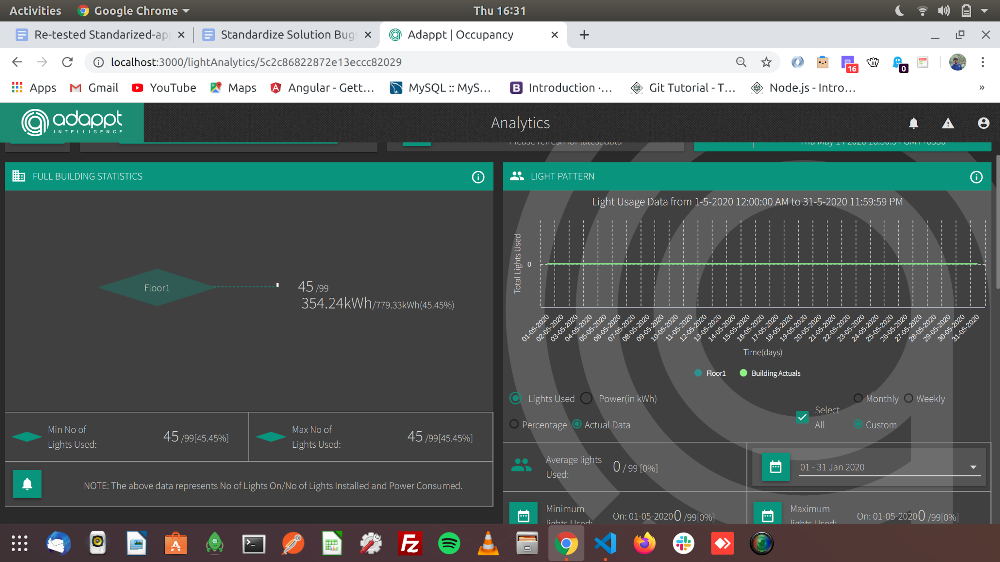 Activities
Google Chrome
Thu 16:31
Re-tested Standarized-app
Standardize Solution Bugs
Adappt | Occupancy
localhost:3000/lightAnalytics/5c2c86822872e13eccc82029
16
0
Apps
Gmail
YouTube
Maps
Angular - Gett...
MySQL :: MyS...
B
Introduction ·...
Git Tutorial - T...
Node.js - Intro...
»
adappt
INTELLIGENCE
Analytics
Please refresh for latest data
FULL BUILDING STATISTICS
LIGHT PATTERN
Light Usage Data from 1-5-2020 12:00:00 AM to 31-5-2020 11:59:59 PM
Total Lights Used
0
Floor1
45 /99
354.24kWh/779.33kWh(45.45%)
01-05-2020
02-05-2020
03-05-2020
04-05-2020
05-05-2020
06-05-2020
07-05-2020
08-05-2020
09-05-2020
10-05-2020
11-05-2020
12-05-2020
13-05-2020
14-05-2020
15-05-2020
16-05-2020
17-05-2020
18-05-2020
19-05-2020
20-05-2020
21-05-2020
22-05-2020
23-05-2020
24-05-2020
25-05-2020
26-05-2020
27-05-2020
28-05-2020
29-05-2020
30-05-2020
31-05-2020
Time(days)
Floor1
Building Actuals
Lights Used
Power(in kWh)
Percentage
Actual Data
Select
All
Monthly
Weekly
Custom
Min No of
Lights Used:
45 /99[45.45%]
Max No of
Lights Used:
45 /99[45.45%]
NOTE: The above data represents No of Lights On/No of Lights Installed and Power Consumed.
Average lights
Used:
0 / 99 [0%]
01 - 31 Jan 2020
Minimum
lights Used:
On: 01-05-2020 0 /99[0%]
Maximum
lights Used:
On: 01-05-2020 0 /99[0%]
Fz